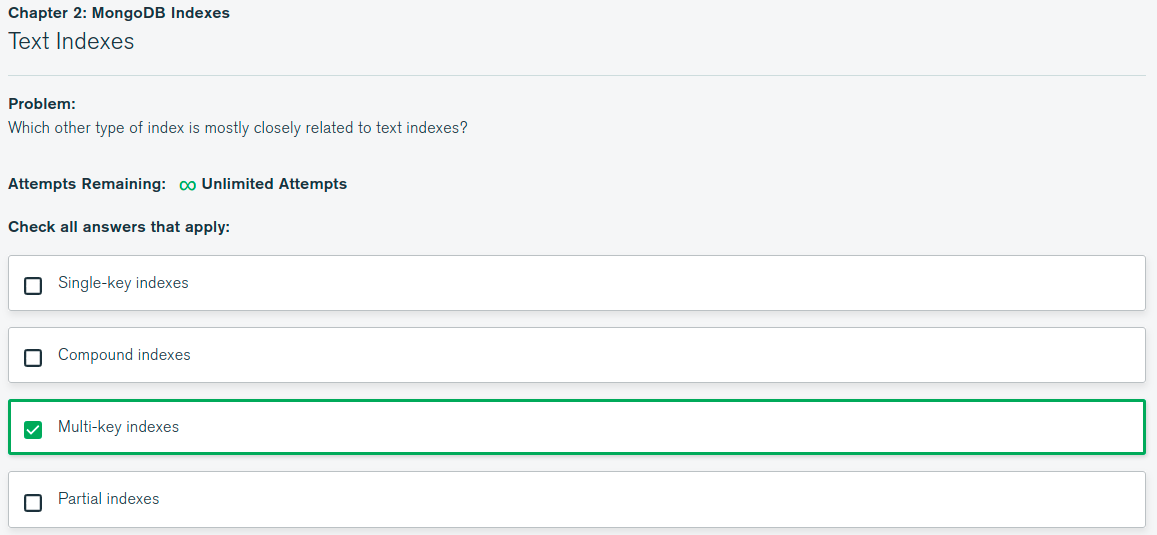 Chapter 2: MongoDB Indexes
Text Indexes
Problem:
Which other type of index is mostly closely related to text indexes?
Attempts Remaining: ∞ Unlimited Attempts
Check all answers that apply:
Single-key indexes
Compound indexes
Multi-key indexes
Partial indexes